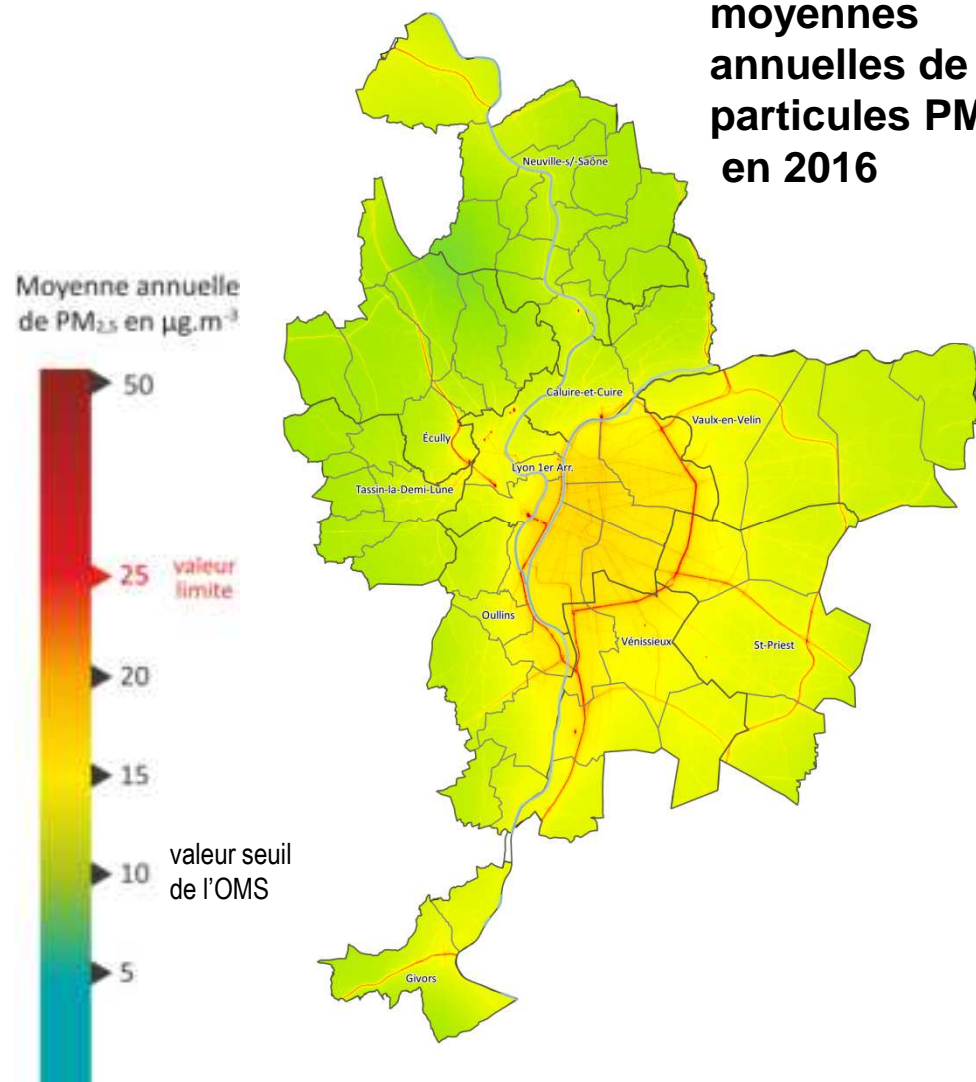 moyennes
annuelles de
particules PM
en 2016
Moyenne annuelle
de PM₂.₅ en µg.m⁻³
50
25 valeur
limite
20
15
10 valeur seuil
de l’OMS
5
Neuville-s/-Saône
Caluire-et-Cuire
Vaulx-en-Velin
Écully
Lyon 1er Arr.
Tassin-la-Demi-Lune
Oullins
Vénissieux
St-Priest
Givors